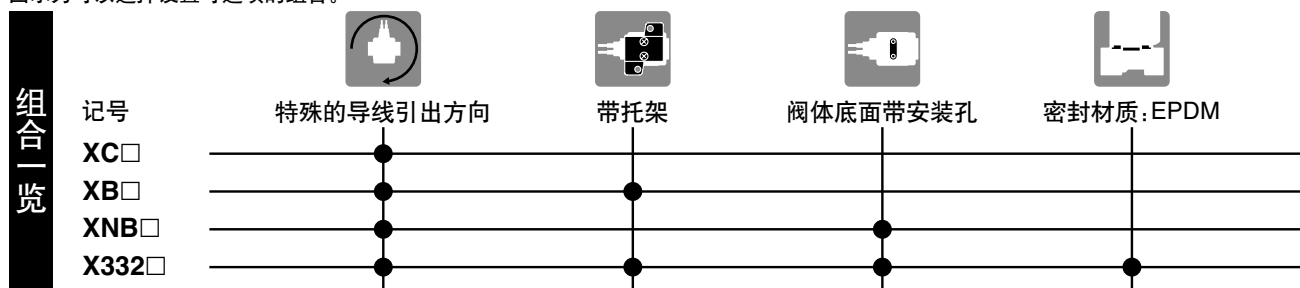 组合一览
记号 特殊的导线引出方向 带托架 阀体底面带安装孔 密封材质：EPDM
XC□
XB□
XNB□
X332□